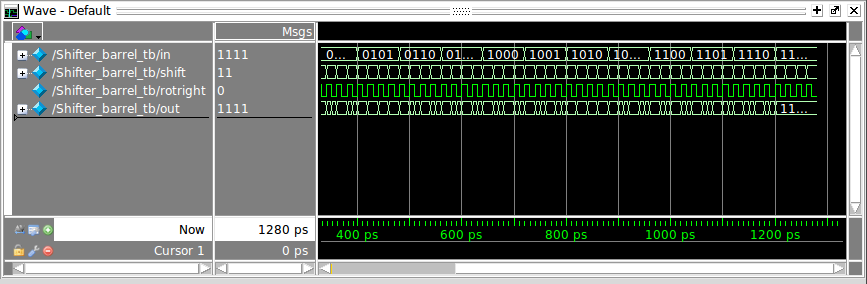 Wave - Default
Msgs
/Shifter_barrel_tb/in 1111 0... 0101 0110 01... 1000 1001 1010 10... 1100 1101 1110 11...
/Shifter_barrel_tb/shift 11
/Shifter_barrel_tb/rotright 0
/Shifter_barrel_tb/out 1111 11...
Now 1280 ps
400 ps 600 ps 800 ps 1000 ps 1200 ps
Cursor 1 0 ps